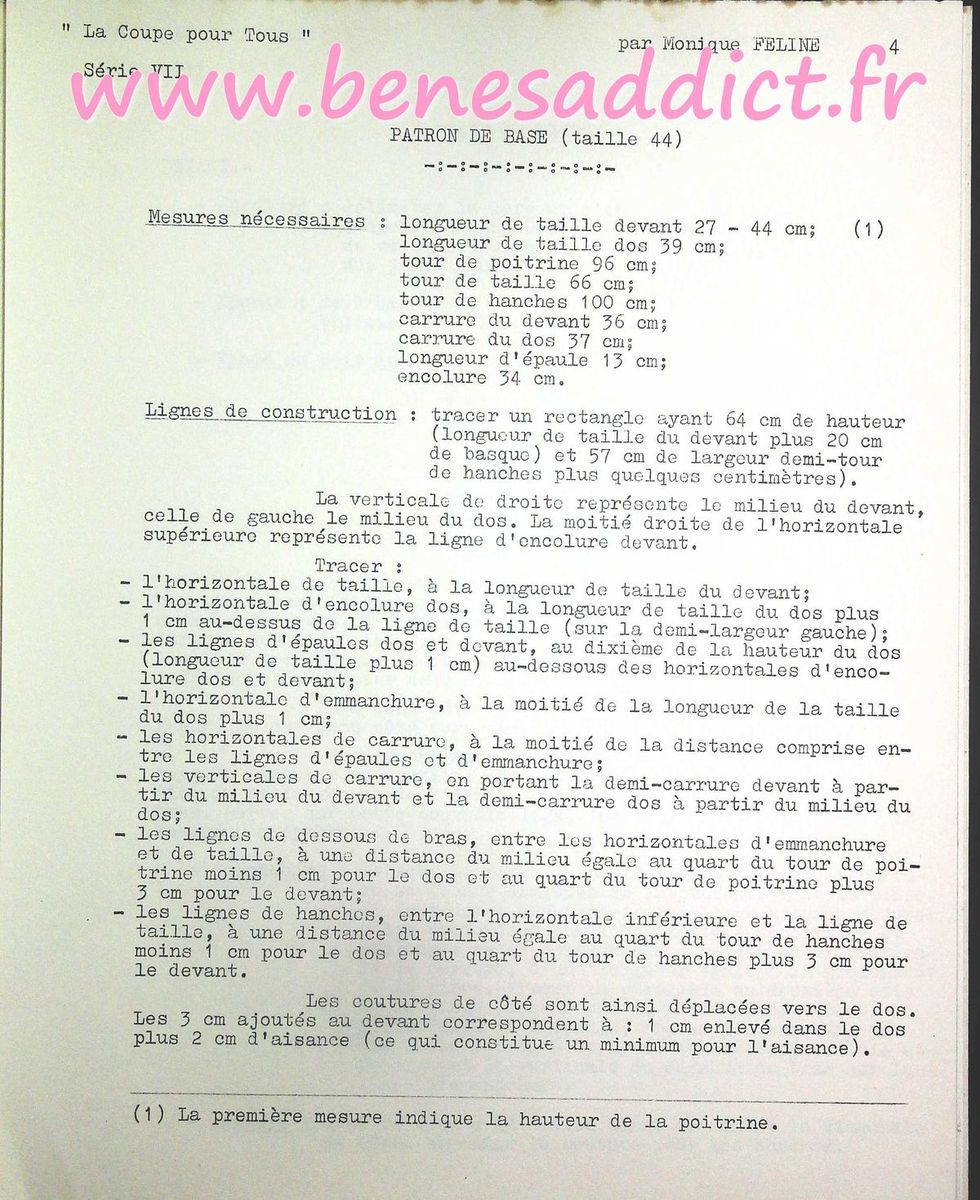 " La Coupe pour Tous "
par Monique FELINE 4
Série VII
www.benesaddict.fr
PATRON DE BASE (taille 44)
-:-:-:-:-:-:-:-:-
Mesures nécessaires : longueur de taille devant 27 - 44 cm; (1)
longueur de taille dos 39 cm;
tour de poitrine 96 cm;
tour de taille 66 cm;
tour de hanches 100 cm;
carrure du devant 36 cm;
carrure du dos 37 cm;
longueur d'épaule 13 cm;
encolure 34 cm.
Lignes de construction : tracer un rectangle ayant 64 cm de hauteur
(longueur de taille du devant plus 20 cm
de basque) et 57 cm de largeur demi-tour
de hanches plus quelques centimètres).
La verticale de droite représente le milieu du devant,
celle de gauche le milieu du dos. La moitié droite de l'horizontale
supérieure représente la ligne d'encolure devant.
Tracer :
- l'horizontale de taille, à la longueur de taille du devant;
- l'horizontale d'encolure dos, à la longueur de taille du dos plus
1 cm au-dessus de la ligne de taille (sur la demi-largeur gauche);
- les lignes d'épaules dos et devant, au dixième de la hauteur du dos
(longueur de taille plus 1 cm) au-dessous des horizontales d'enco-
lure dos et devant;
- l'horizontale d'emmanchure, à la moitié de la longueur de la taille
du dos plus 1 cm;
- les horizontales de carrure, à la moitié de la distance comprise en-
tre les lignes d'épaules et d'emmanchure;
- les verticales de carrure, en portant la demi-carrure devant à par-
tir du milieu du devant et la demi-carrure dos à partir du milieu du
dos;
- les lignes de dessous de bras, entre les horizontales d'emmanchure
et de taille, à une distance du milieu égale au quart du tour de poi-
trine moins 1 cm pour le dos et au quart du tour de poitrine plus
3 cm pour le devant;
- les lignes de hanches, entre l'horizontale inférieure et la ligne de
taille, à une distance du milieu égale au quart du tour de hanches
moins 1 cm pour le dos et au quart du tour de hanches plus 3 cm pour
le devant.
Les coutures de côté sont ainsi déplacées vers le dos.
Les 3 cm ajoutés au devant correspondent à : 1 cm enlevé dans le dos
plus 2 cm d'aisance (ce qui constitue un minimum pour l'aisance).
(1) La première mesure indique la hauteur de la poitrine.